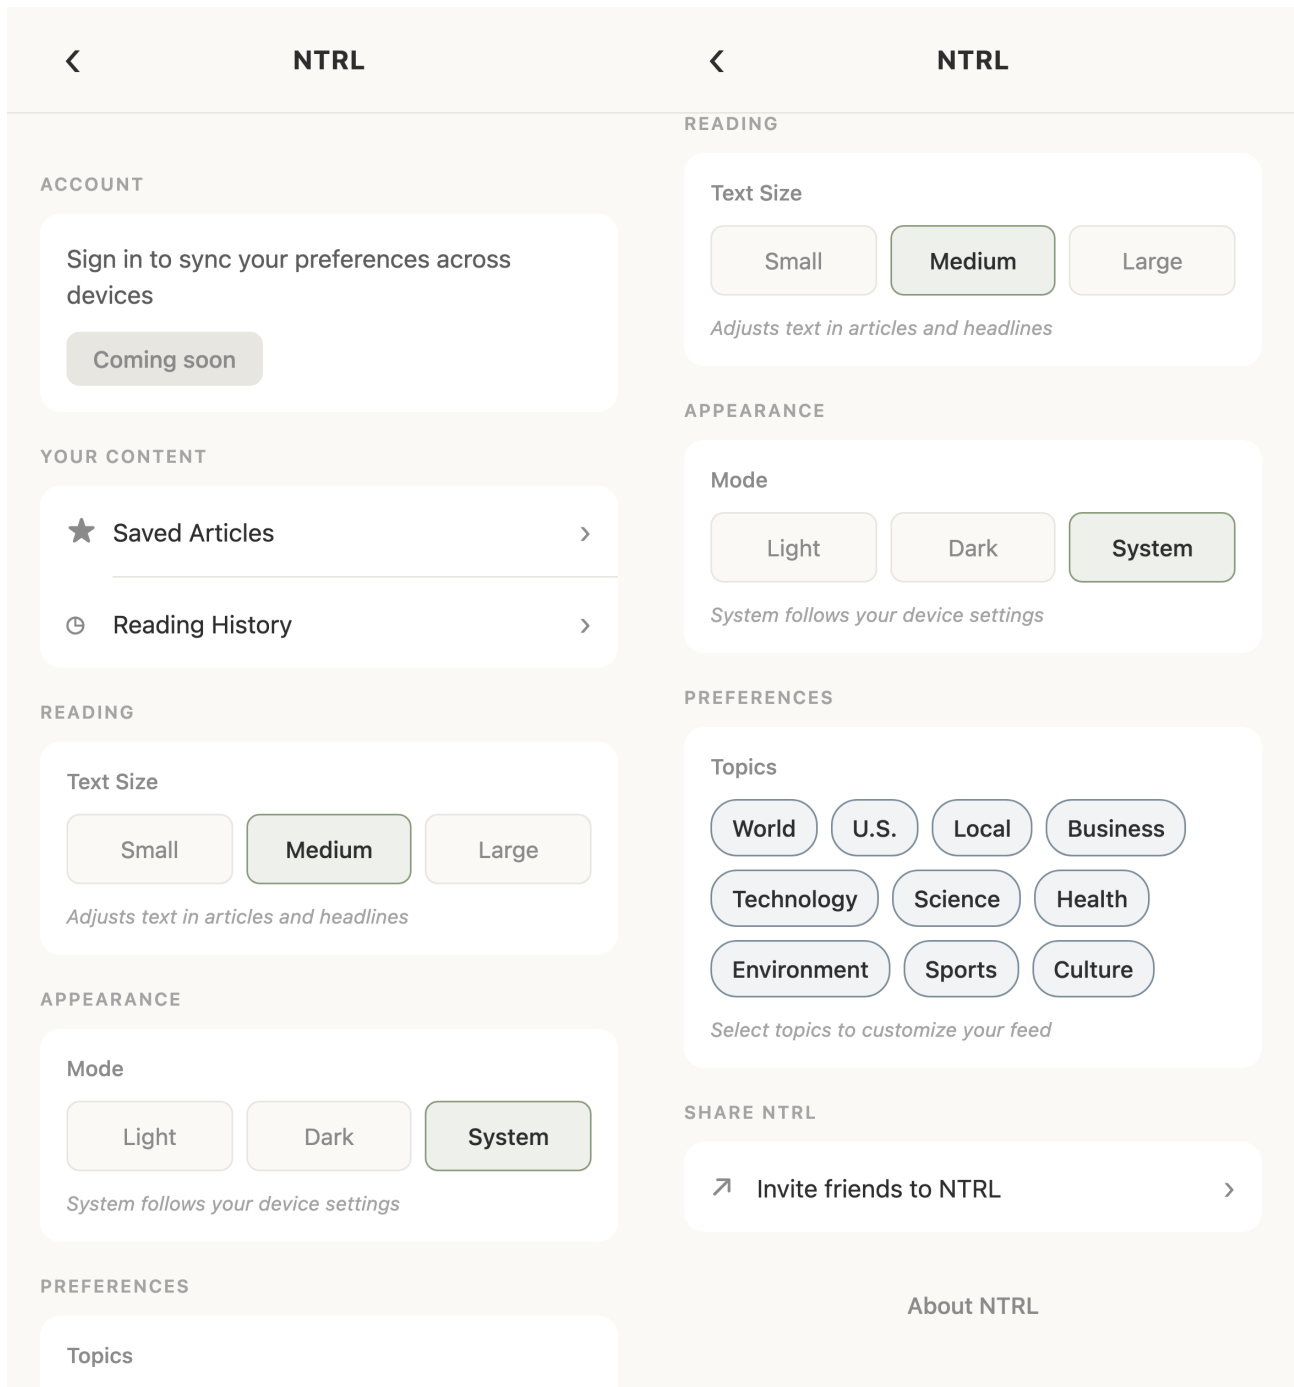 NTRL
ACCOUNT
Sign in to sync your preferences across
devices
Coming soon
YOUR CONTENT
Saved Articles
Reading History
READING
Text Size
Small Medium Large
Adjusts text in articles and headlines
APPEARANCE
Mode
Light Dark System
System follows your device settings
PREFERENCES
Topics
NTRL
READING
Text Size
Small Medium Large
Adjusts text in articles and headlines
APPEARANCE
Mode
Light Dark System
System follows your device settings
PREFERENCES
Topics
World U.S. Local Business
Technology Science Health
Environment Sports Culture
Select topics to customize your feed
SHARE NTRL
Invite friends to NTRL
About NTRL